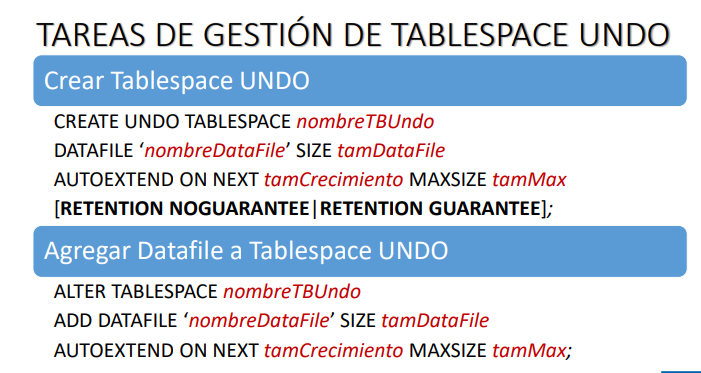 TAREAS DE GESTIÓN DE TABLESPACE UNDO
Crear Tablespace UNDO
CREATE UNDO TABLESPACE nombreTBUndo
DATAFILE ‘nombreDataFile’ SIZE tamDataFile
AUTOEXTEND ON NEXT tamCrecimiento MAXSIZE tamMax
[RETENTION NOGUARANTEE|RETENTION GUARANTEE];
Agregar Datafile a Tablespace UNDO
ALTER TABLESPACE nombreTBUndo
ADD DATAFILE ‘nombreDataFile’ SIZE tamDataFile
AUTOEXTEND ON NEXT tamCrecimiento MAXSIZE tamMax;